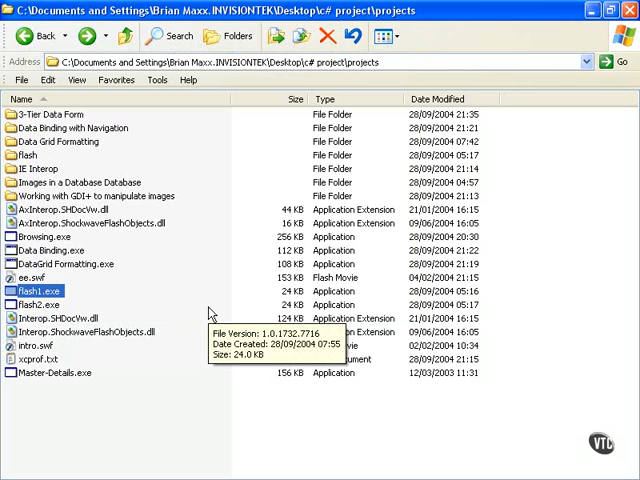 C:\Documents and Settings\Brian Maxx.INVISIONTEK\Desktop\c# project\projects
Back Search Folders
Address C:\Documents and Settings\Brian Maxx.INVISIONTEK\Desktop\c# project\projects Go
File Edit View Favorites Tools Help
Name Size Type Date Modified
3-Tier Data Form File Folder 28/09/2004 21:35
Data Binding with Navigation File Folder 28/09/2004 21:21
Data Grid Formatting File Folder 28/09/2004 07:42
flash File Folder 28/09/2004 05:17
IE Interop File Folder 28/09/2004 21:14
Images in a Database Database File Folder 28/09/2004 04:57
Working with GDI+ to manipulate images File Folder 28/09/2004 21:13
AxInterop.SHDocVw.dll 44 KB Application Extension 21/01/2004 16:15
AxInterop.ShockwaveFlashObjects.dll 16 KB Application Extension 09/06/2004 16:05
Browsing.exe 256 KB Application 28/09/2004 20:30
Data Binding.exe 112 KB Application 28/09/2004 21:22
DataGrid Formatting.exe 108 KB Application 28/09/2004 21:19
ee.swf 153 KB Flash Movie 04/02/2004 21:15
flash1.exe 24 KB Application 28/09/2004 05:16
flash2.exe 24 KB Application 28/09/2004 05:16
Interop.SHDocVw.dll 124 KB Application Extension 21/01/2004 16:15
Interop.ShockwaveFlashObjects.dll Extension 09/06/2004 16:05
intro.swf vie 02/02/2004 10:34
xcprof.txt ument 28/09/2004 21:18
Master-Details.exe 156 KB Application 12/03/2003 11:31
File Version: 1.0.1732.7716
Date Created: 28/09/2004 07:55
Size: 24.0 KB
VTC